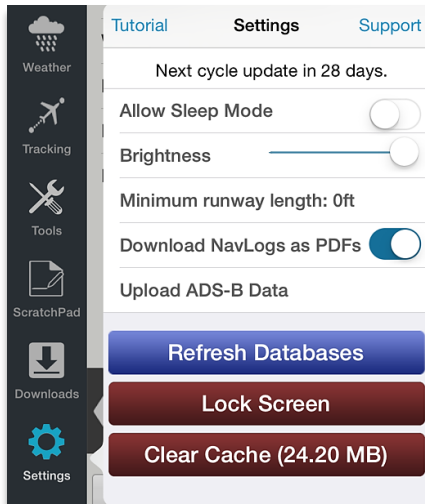 Weather
Tracking
Tools
ScratchPad
Downloads
Settings
Tutorial Settings Support
Next cycle update in 28 days.
Allow Sleep Mode
Brightness
Minimum runway length: 0ft
Download NavLogs as PDFs
Upload ADS-B Data
Refresh Databases
Lock Screen
Clear Cache (24.20 MB)